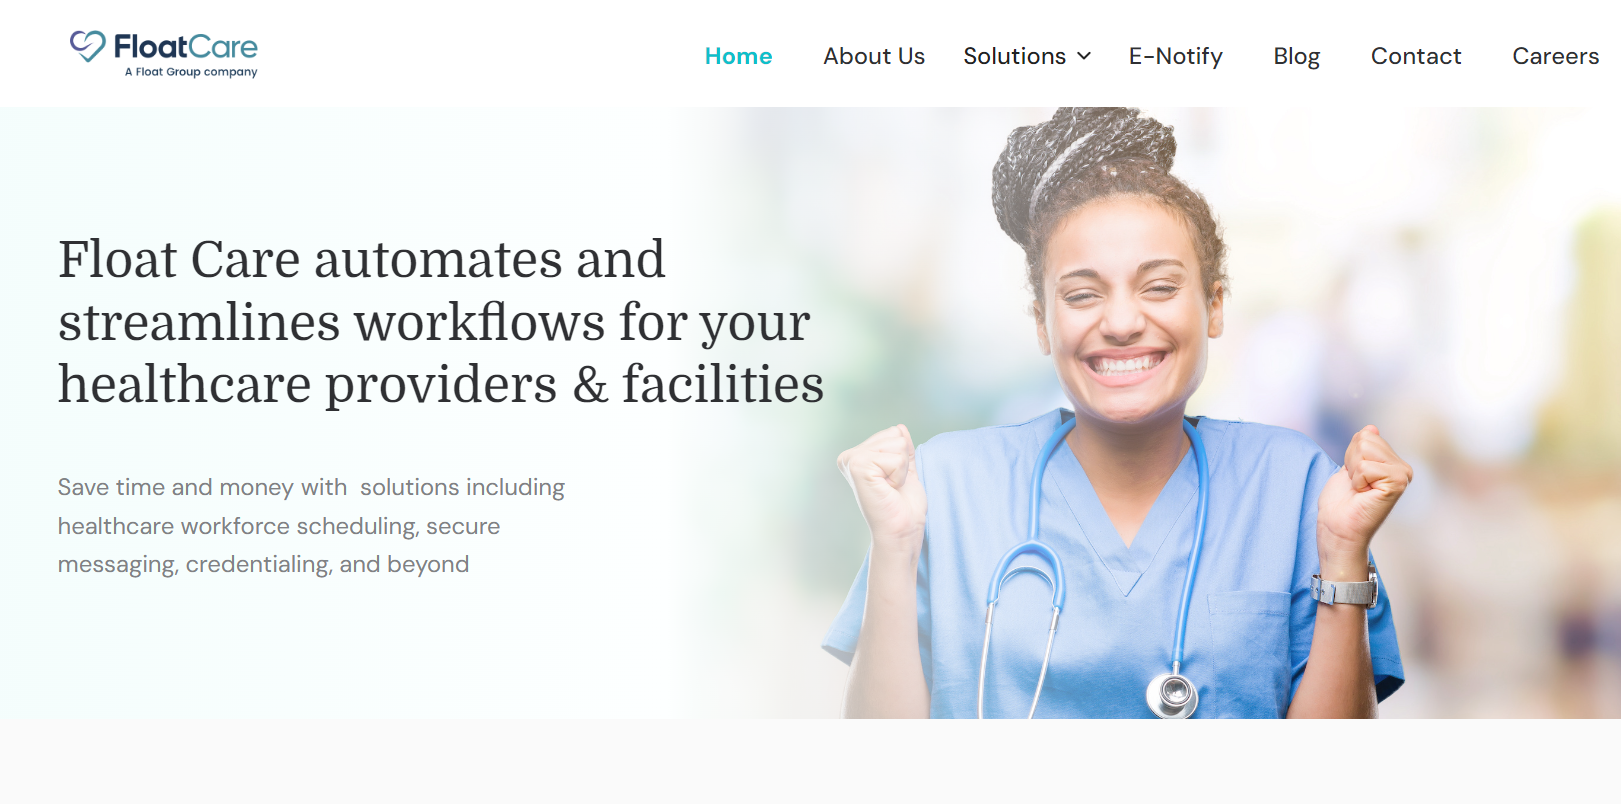 FloatCare
A Float Group company
Home About Us Solutions E-Notify Blog Contact Careers
Float Care automates and
streamlines workflows for your
healthcare providers & facilities
Save time and money with  solutions including
healthcare workforce scheduling, secure
messaging, credentialing, and beyond